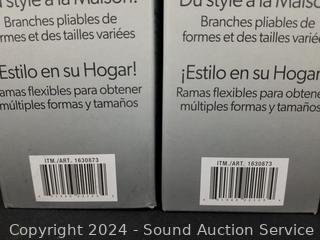 Du style à la Maison!
Branches pliables de
formes et des tailles variées
¡Estilo en su Hogar!
Ramas flexibles para obtener
múltiples formas y tamaños
ITM./ART. 1630873
Du style à la Maison
Branches pliables de
formes et des tailles variée
¡Estilo en su Hogar
Ramas flexibles para obtener
múltiples formas y tamaños
ITM./ART. 1630873
Copyright 2024 - Sound Auction Service